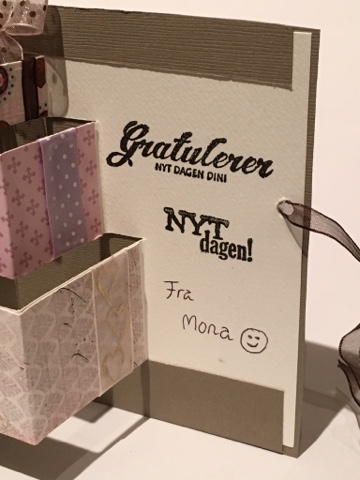 Gratulerer
NYT DAGEN DIN!
NYT
dagen!
Fra
Mona